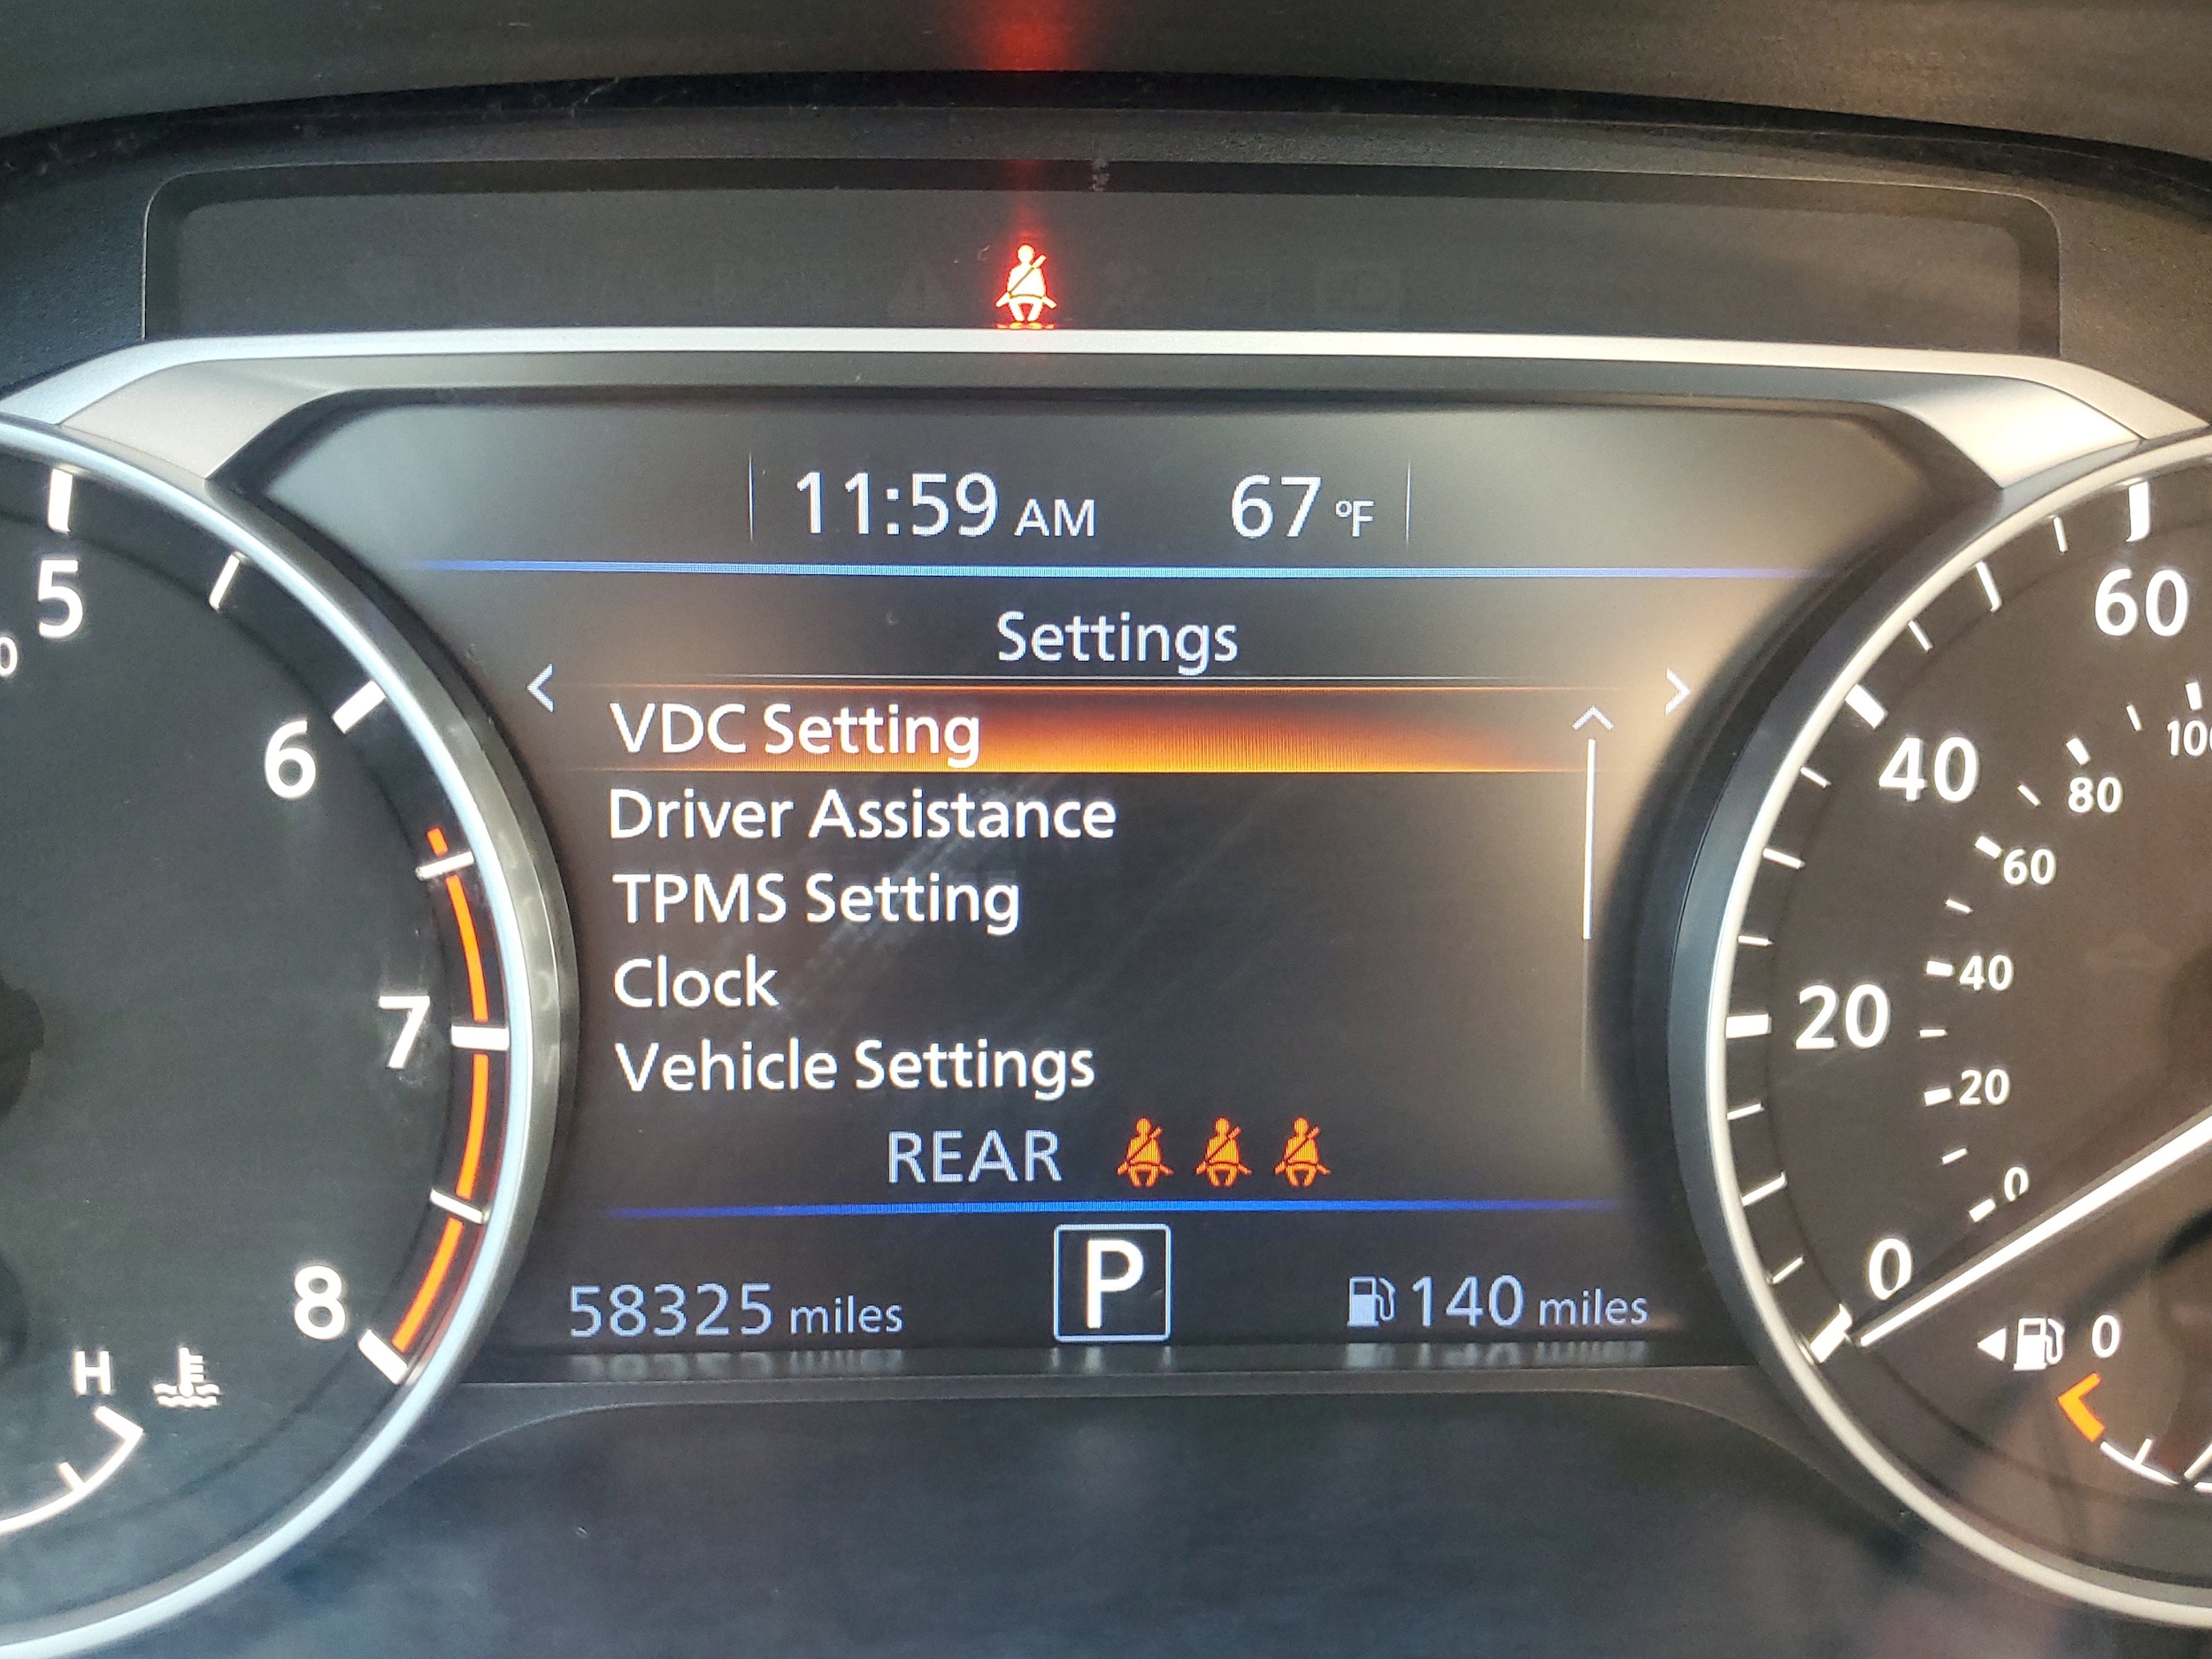 11:59 AM 67 °F
Settings
VDC Setting
Driver Assistance
TPMS Setting
Clock
Vehicle Settings
REAR
P
58325 miles
140 miles
5
6
7
8
H
60
40
20
0
80
60
40
20
0
0